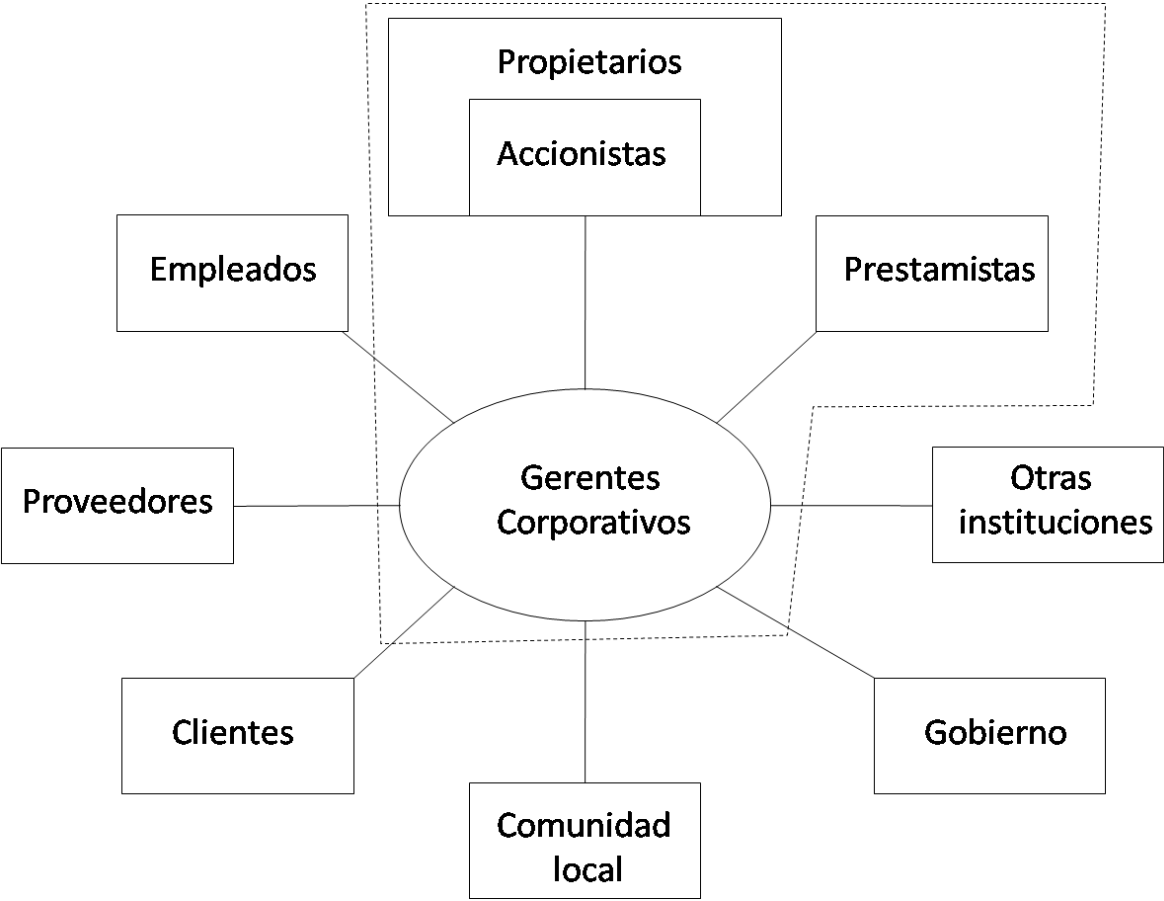 Propietarios
Accionistas
Empleados
Prestamistas
Gerentes
Corporativos
Proveedores
Otras
instituciones
Clientes
Gobierno
Comunidad
local